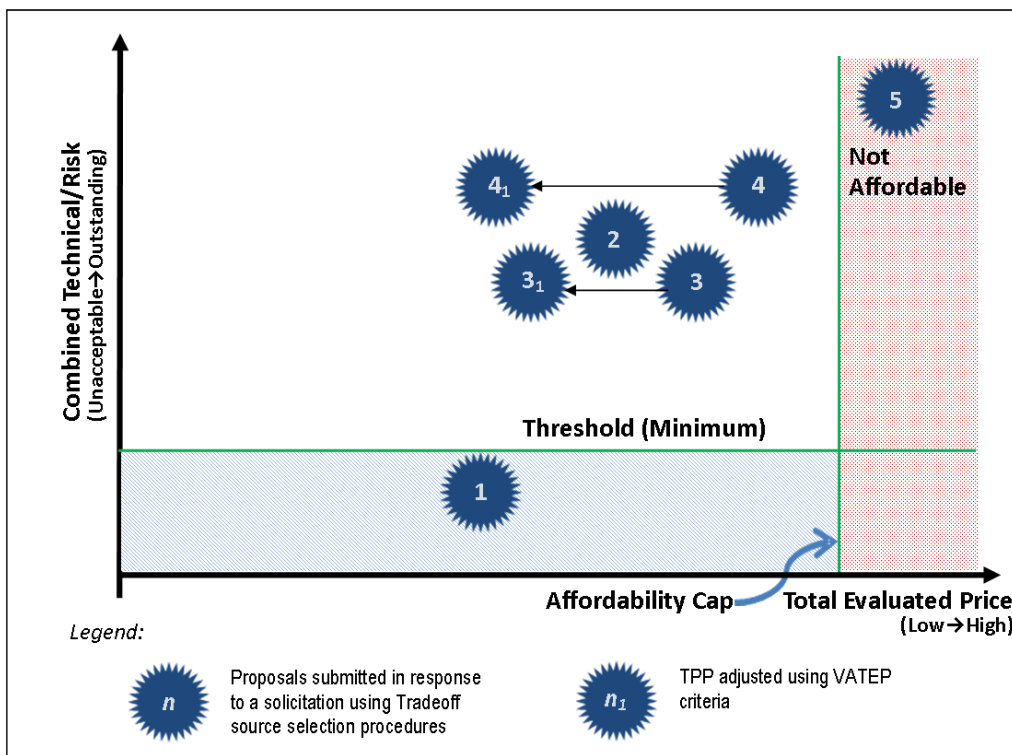 5
Not
Affordable
4₁
4
2
3₁
3
Combined Technical/Risk
(Unacceptable→Outstanding)
Threshold (Minimum)
1
Affordability Cap
Total Evaluated Price
(Low→High)
Legend:
n
Proposals submitted in response
to a solicitation using Tradeoff
source selection procedures
n₁
TPP adjusted using VATEP
criteria